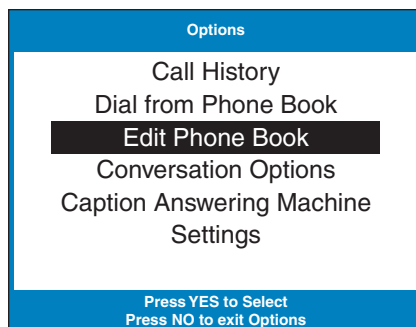 Options
Call History
Dial from Phone Book
Edit Phone Book
Conversation Options
Caption Answering Machine
Settings
Press YES to Select
Press NO to exit Options